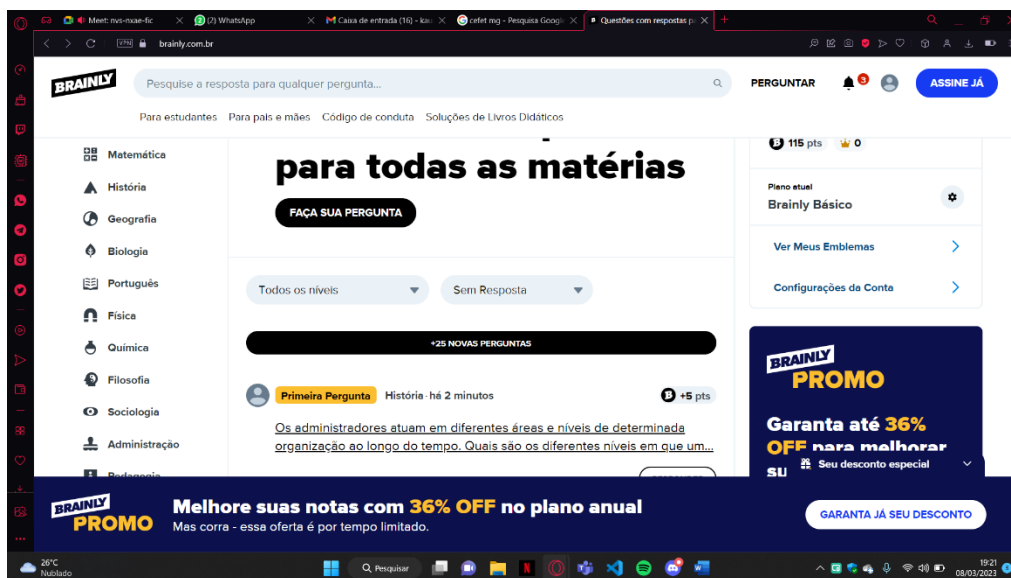 Meet: nvs-nxae-fic
(2) WhatsApp
Caixa de entrada (16) - kau
cefet mg - Pesquisa Google
Questões com respostas pa
VPN
brainly.com.br
BRAINLY
Pesquise a resposta para qualquer pergunta...
PERGUNTAR
3
ASSINE JÁ
Para estudantes Para pais e mães Código de conduta Soluções de Livros Didáticos
Matemática
História
Geografia
Biologia
Português
Física
Química
Filosofia
Sociologia
Administração
Pedagogia
para todas as matérias
FAÇA SUA PERGUNTA
Todos os níveis
Sem Resposta
+25 NOVAS PERGUNTAS
Primeira Pergunta História · há 2 minutos
+5 pts
Os administradores atuam em diferentes áreas e níveis de determinada
organização ao longo do tempo. Quais são os diferentes níveis em que um...
115 pts 0
Plano atual
Brainly Básico
Ver Meus Emblemas
Configurações da Conta
BRAINLY
PROMO
Garanta até 36%
OFF para melhorar
su
Seu desconto especial
BRAINLY
PROMO
Melhore suas notas com 36% OFF no plano anual
Mas corra - essa oferta é por tempo limitado.
GARANTA JÁ SEU DESCONTO
26°C
Nublado
Pesquisar
19:21
08/03/2023